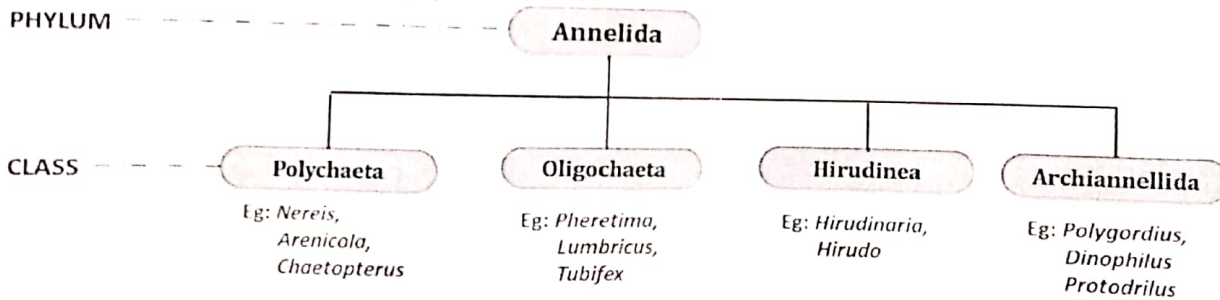 PHYLUM
Annelida
CLASS
Polychaeta
Oligochaeta
Hirudinea
Archiannellida
Eg: Nereis,
Arenicola,
Chaetopterus
Eg: Pheretima,
Lumbricus,
Tubifex
Eg: Hirudinaria,
Hirudo
Eg: Polygordius,
Dinophilus
Protodrilus